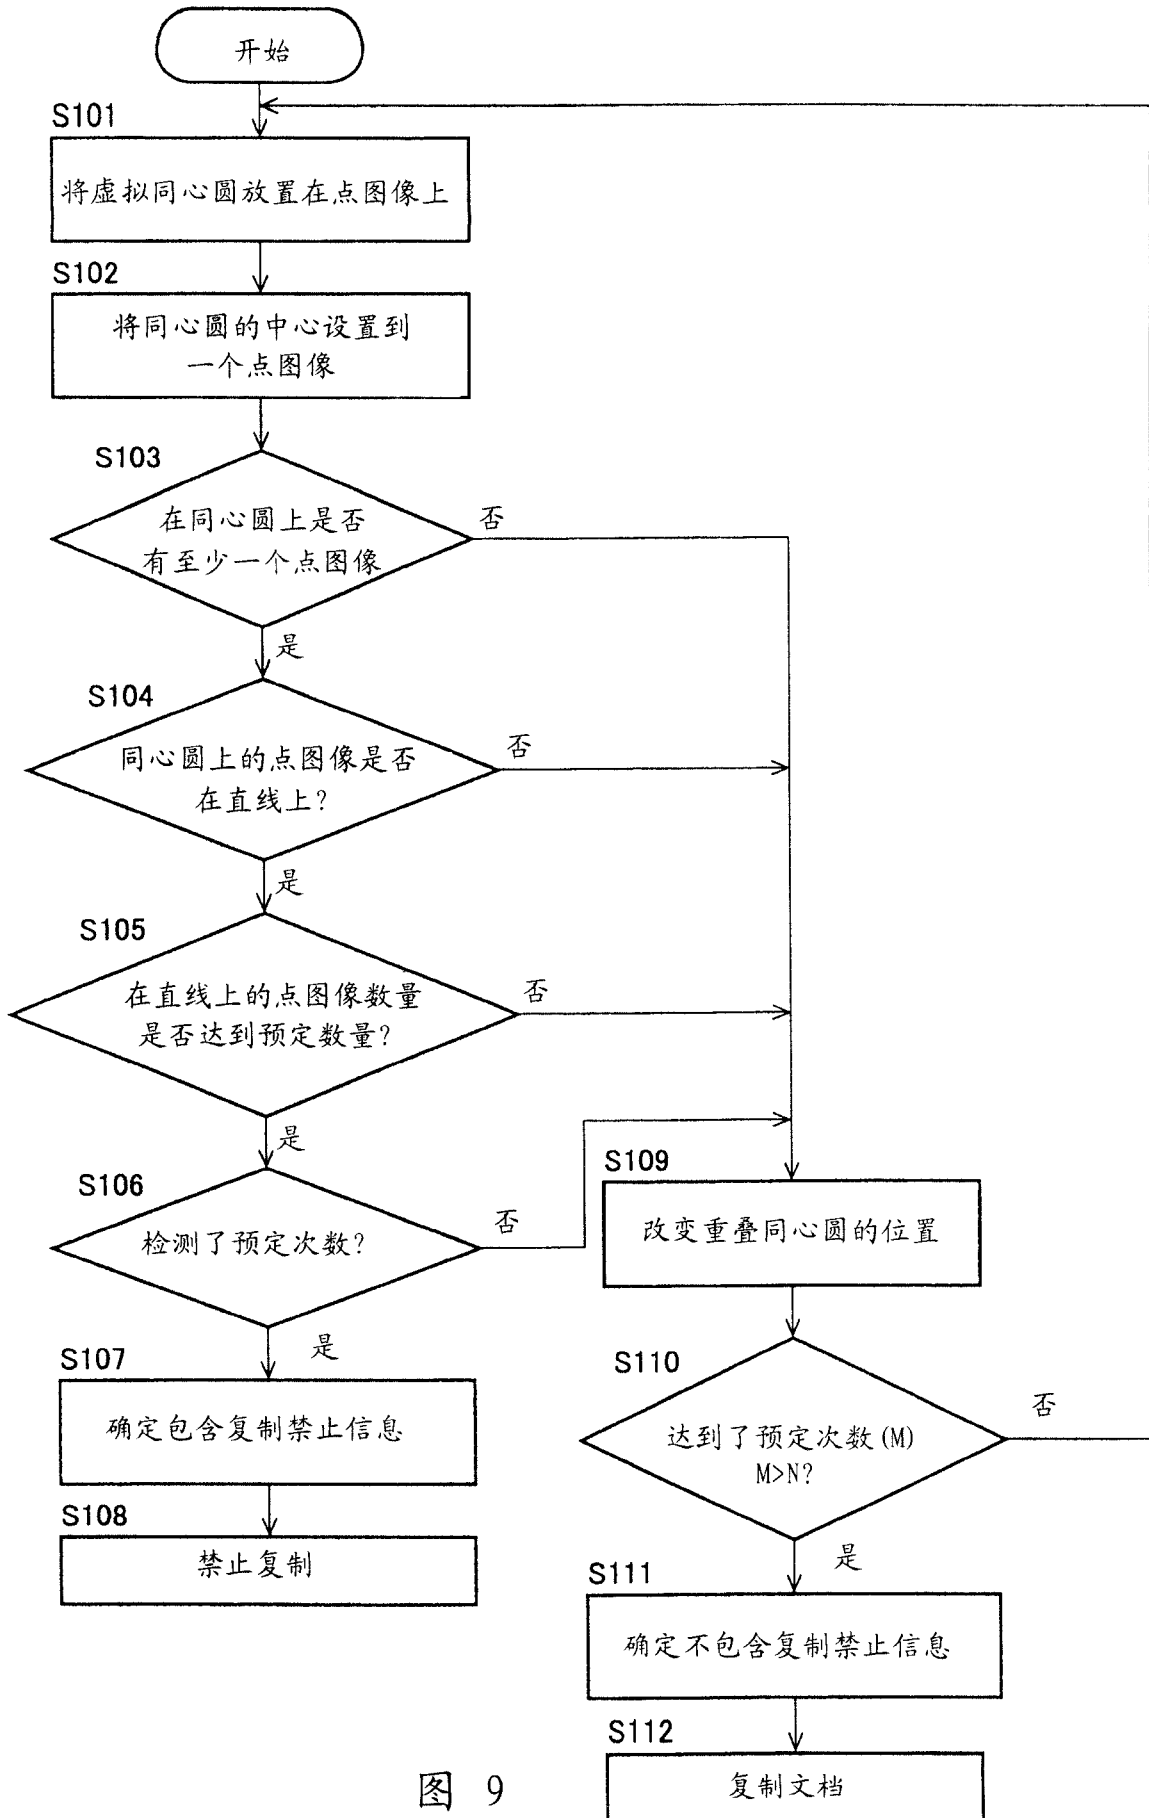 开始
S101
将虚拟同心圆放置在点图像上
S102
将同心圆的中心设置到
一个点图像
S103
在同心圆上是否
有至少一个点图像
否
是
S104
同心圆上的点图像是否
在直线上?
否
是
S105
在直线上的点图像数量
是否达到预定数量?
否
是
S106
检测了预定次数?
否
是
S107
确定包含复制禁止信息
S108
禁止复制
S109
改变重叠同心圆的位置
S110
达到了预定次数(M)
M>N?
否
是
S111
确定不包含复制禁止信息
S112
复制文档
图 9